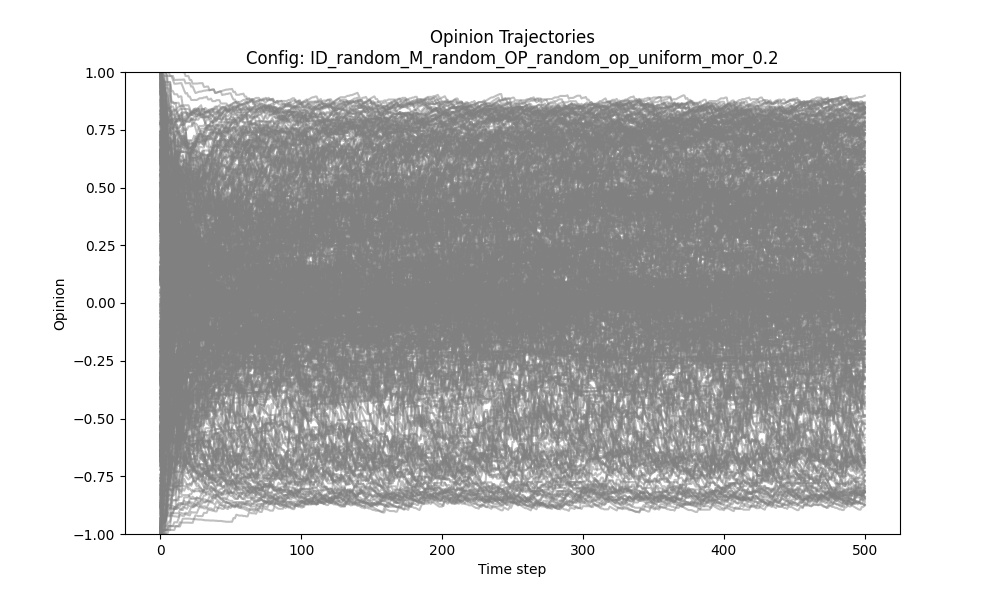 Opinion Trajectories
Config: ID_random_M_random_OP_random_op_uniform_mor_0.2
1.00
0.75
0.50
0.25
0.00
−0.25
−0.50
−0.75
−1.00
Opinion
0 100 200 300 400 500
Time step